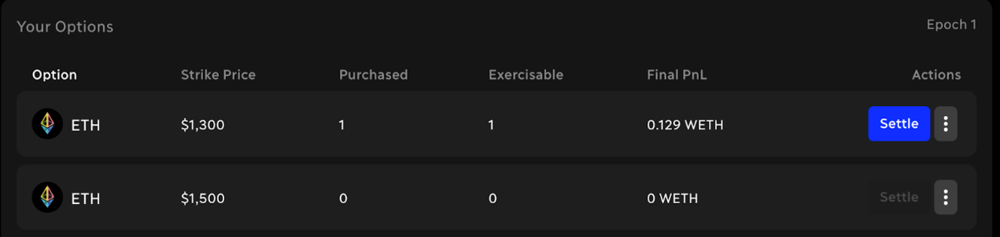 Your Options
Epoch 1
Option Strike Price Purchased Exercisable Final PnL Actions
ETH $1,300 1 1 0.129 WETH Settle
ETH $1,500 0 0 0 WETH Settle